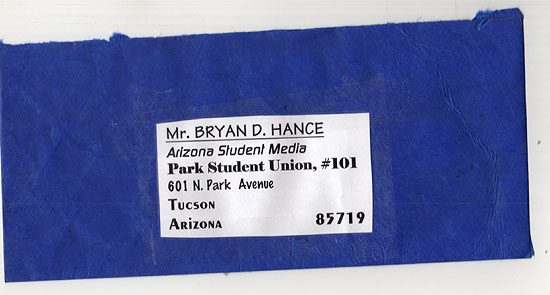 Mr. BRYAN D. HANCE
Arizona Student Media
Park Student Union, #101
601 N. Park Avenue
TUCSON
ARIZONA 85719